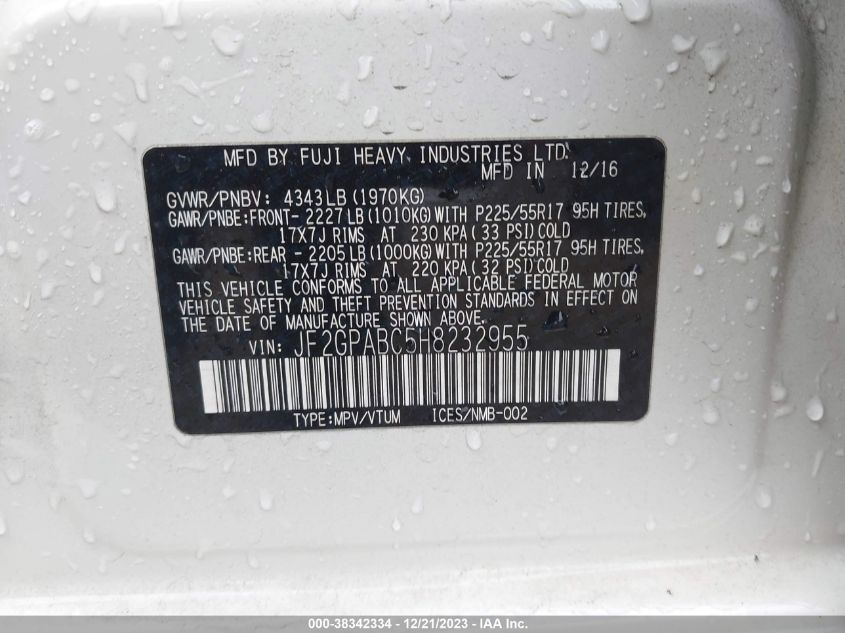 MFD BY FUJI HEAVY INDUSTRIES LTD.
MFD IN 12/16
GVWR/PNBV: 4343LB (1970KG)
GAWR/PNBE:FRONT- 2227LB (1010KG) WITH P225/55R17 95H TIRES,
17X7J RIMS AT 230 KPA (33 PSI) COLD
GAWR/PNBE:REAR - 2205LB (1000KG) WITH P225/55R17 95H TIRES,
17X7J RIMS AT 220 KPA (32 PSI) COLD
THIS VEHICLE CONFORMS TO ALL APPLICABLE FEDERAL MOTOR
VEHICLE SAFETY AND THEFT PREVENTION STANDARDS IN EFFECT ON
THE DATE OF MANUFACTURE SHOWN ABOVE.
VIN: JF2GPABC5H8232955
TYPE:MPV/VTUM ICES/NMB-002
000-38342334 - 12/21/2023 - IAA Inc.